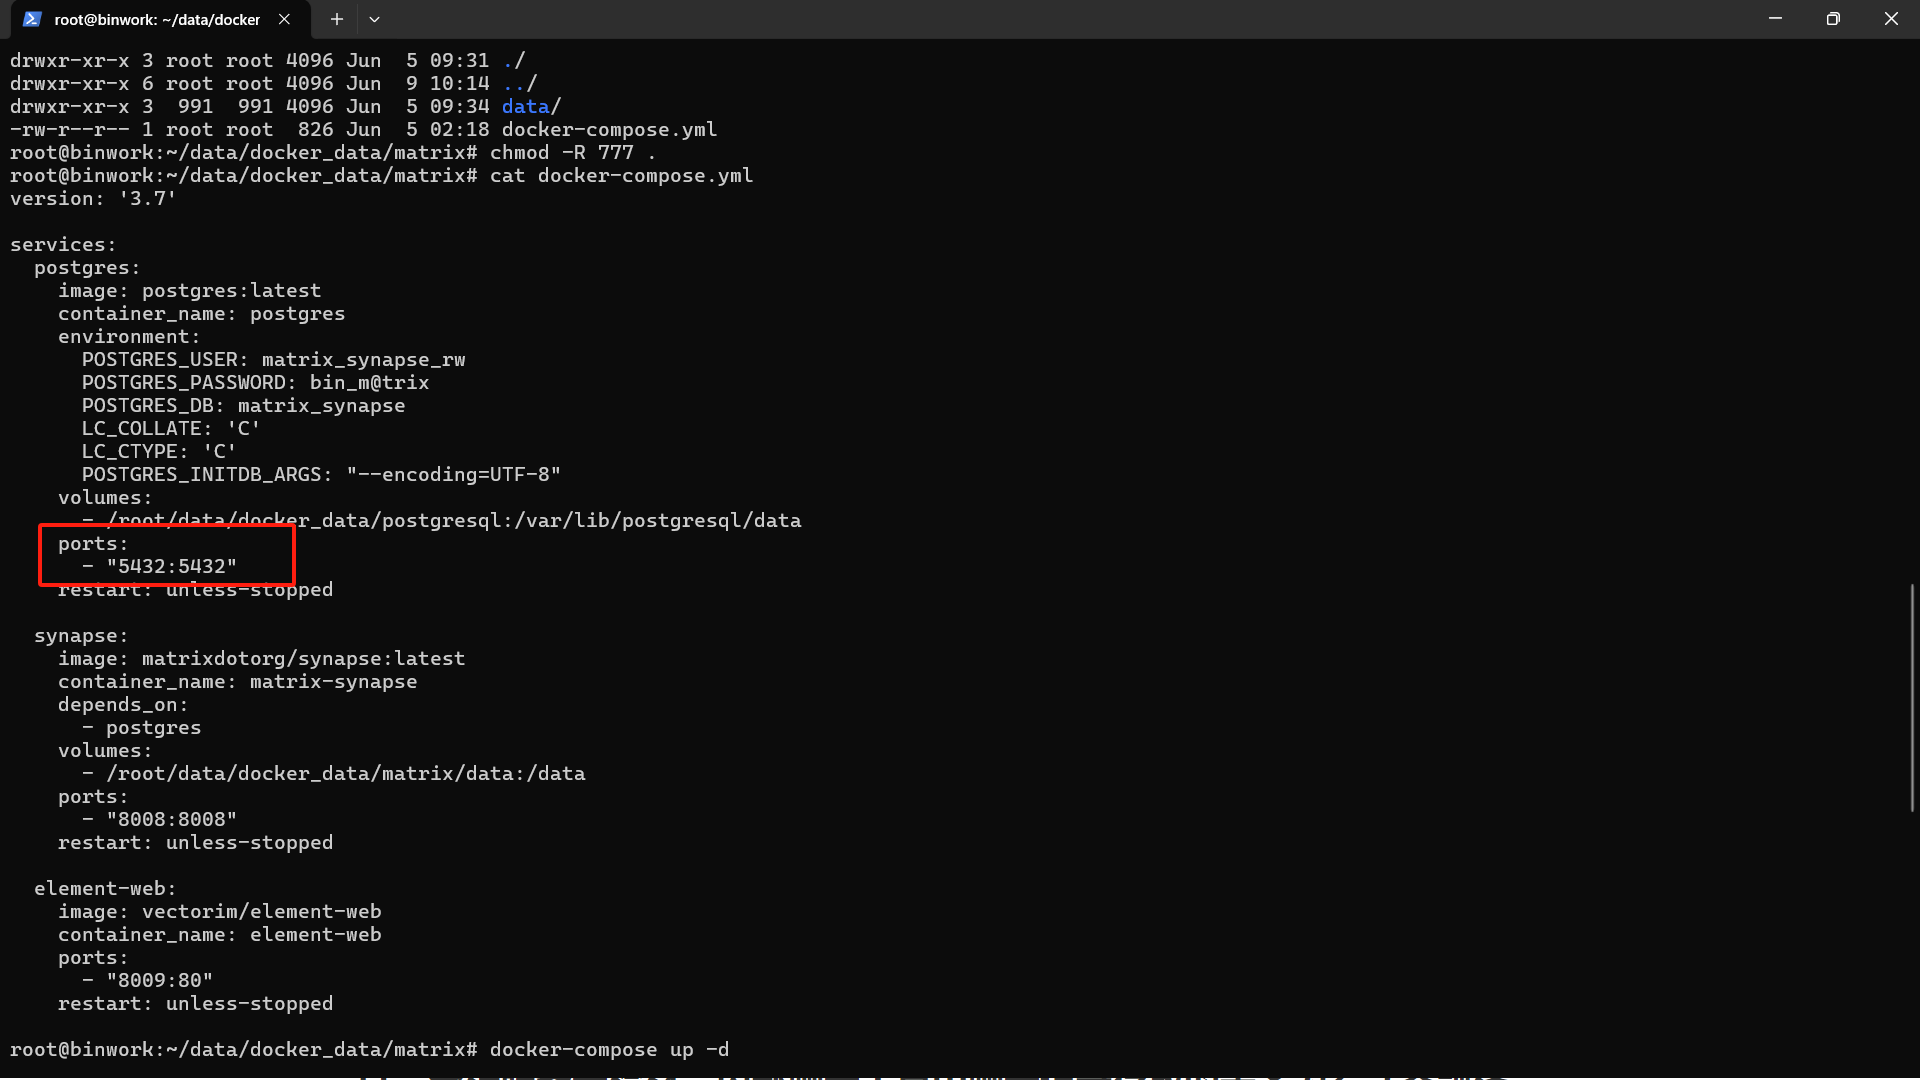 root@binwork: ~/data/docker
drwxr-xr-x 3 root root 4096 Jun  5 09:31 ./
drwxr-xr-x 6 root root 4096 Jun  9 10:14 ../
drwxr-xr-x 3  991  991 4096 Jun  5 09:34 data/
-rw-r--r-- 1 root root  826 Jun  5 02:18 docker-compose.yml
root@binwork:~/data/docker_data/matrix# chmod -R 777 .
root@binwork:~/data/docker_data/matrix# cat docker-compose.yml
version: '3.7'

services:
  postgres:
    image: postgres:latest
    container_name: postgres
    environment:
      POSTGRES_USER: matrix_synapse_rw
      POSTGRES_PASSWORD: bin_m@trix
      POSTGRES_DB: matrix_synapse
      LC_COLLATE: 'C'
      LC_CTYPE: 'C'
      POSTGRES_INITDB_ARGS: "--encoding=UTF-8"
    volumes:
      - /root/data/docker_data/postgresql:/var/lib/postgresql/data
    ports:
      - "5432:5432"
    restart: unless-stopped

  synapse:
    image: matrixdotorg/synapse:latest
    container_name: matrix-synapse
    depends_on:
      - postgres
    volumes:
      - /root/data/docker_data/matrix/data:/data
    ports:
      - "8008:8008"
    restart: unless-stopped

  element-web:
    image: vectorim/element-web
    container_name: element-web
    ports:
      - "8009:80"
    restart: unless-stopped

root@binwork:~/data/docker_data/matrix# docker-compose up -d